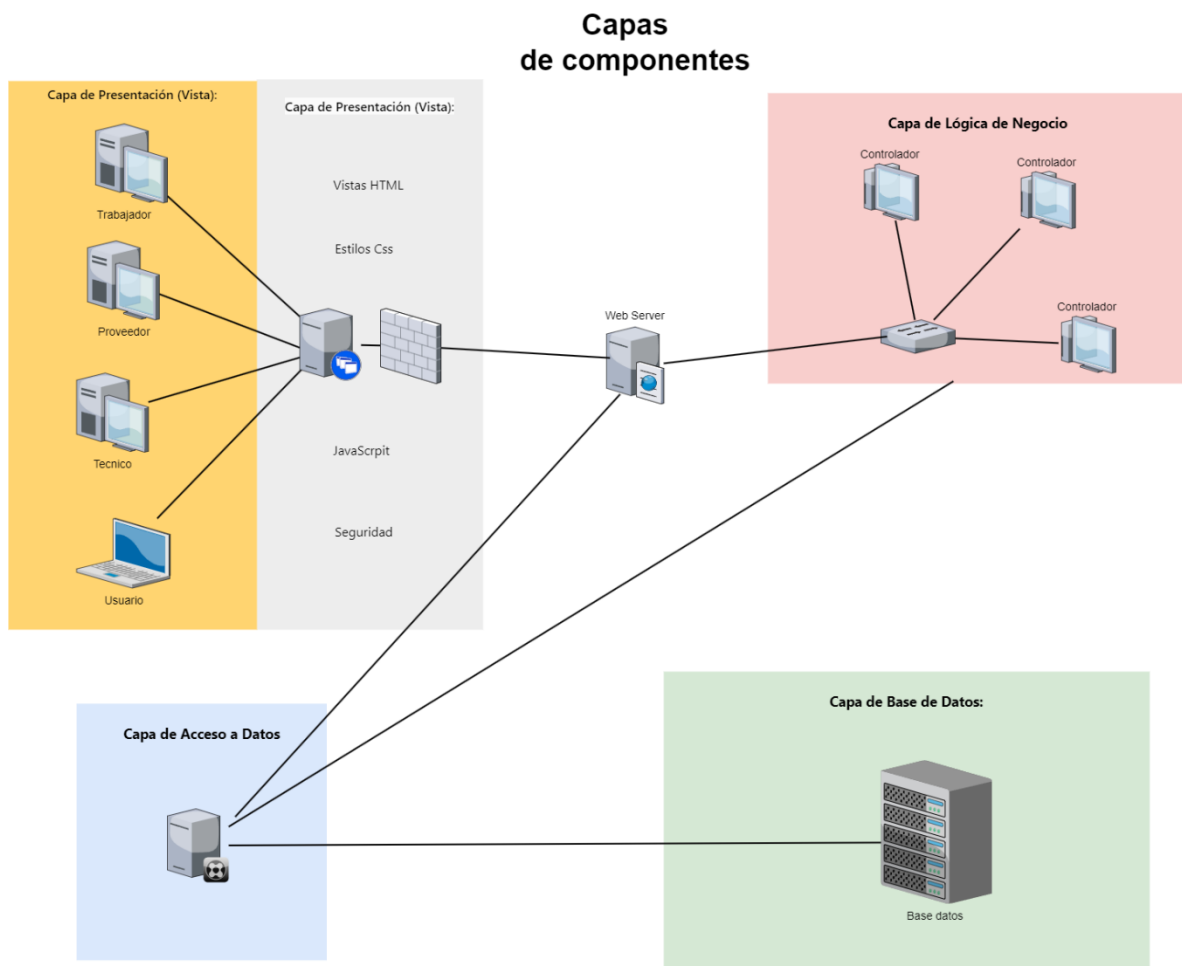 Capas
de componentes
Capa de Presentación (Vista):
Trabajador
Proveedor
Tecnico
Usuario
Capa de Presentación (Vista):
Vistas HTML
Estilos Css
JavaScrpit
Seguridad
Web Server
Capa de Lógica de Negocio
Controlador
Controlador
Controlador
Capa de Acceso a Datos
Capa de Base de Datos:
Base datos